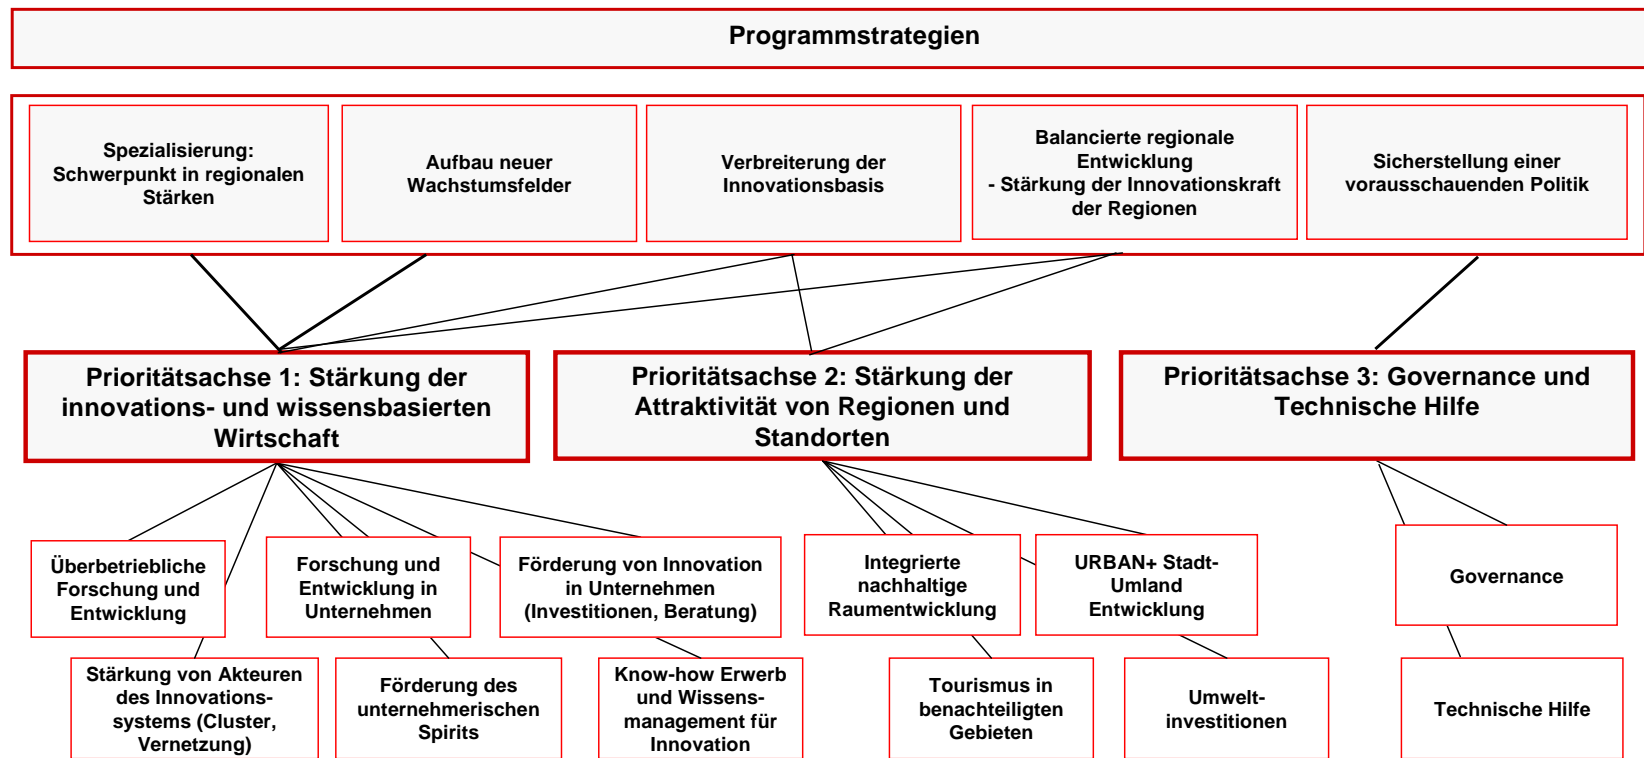 Programmstrategien
Spezialisierung:
Schwerpunkt in regionalen
Stärken
Aufbau neuer
Wachstumsfelder
Verbreiterung der
Innovationsbasis
Balancierte regionale
Entwicklung
- Stärkung der Innovationskraft
der Regionen
Sicherstellung einer
vorausschauenden Politik
Prioritätsachse 1: Stärkung der
innovations- und wissensbasierten
Wirtschaft
Prioritätsachse 2: Stärkung der
Attraktivität von Regionen und
Standorten
Prioritätsachse 3: Governance und
Technische Hilfe
Überbetriebliche
Forschung und
Entwicklung
Forschung und
Entwicklung in
Unternehmen
Förderung von Innovation
in Unternehmen
(Investitionen, Beratung)
Integrierte
nachhaltige
Raumentwicklung
URBAN+ Stadt-
Umland
Entwicklung
Governance
Stärkung von Akteuren
des Innovations-
systems (Cluster,
Vernetzung)
Förderung des
unternehmerischen
Spirits
Know-how Erwerb
und Wissens-
management für
Innovation
Tourismus in
benachteiligten
Gebieten
Umwelt-
investitionen
Technische Hilfe